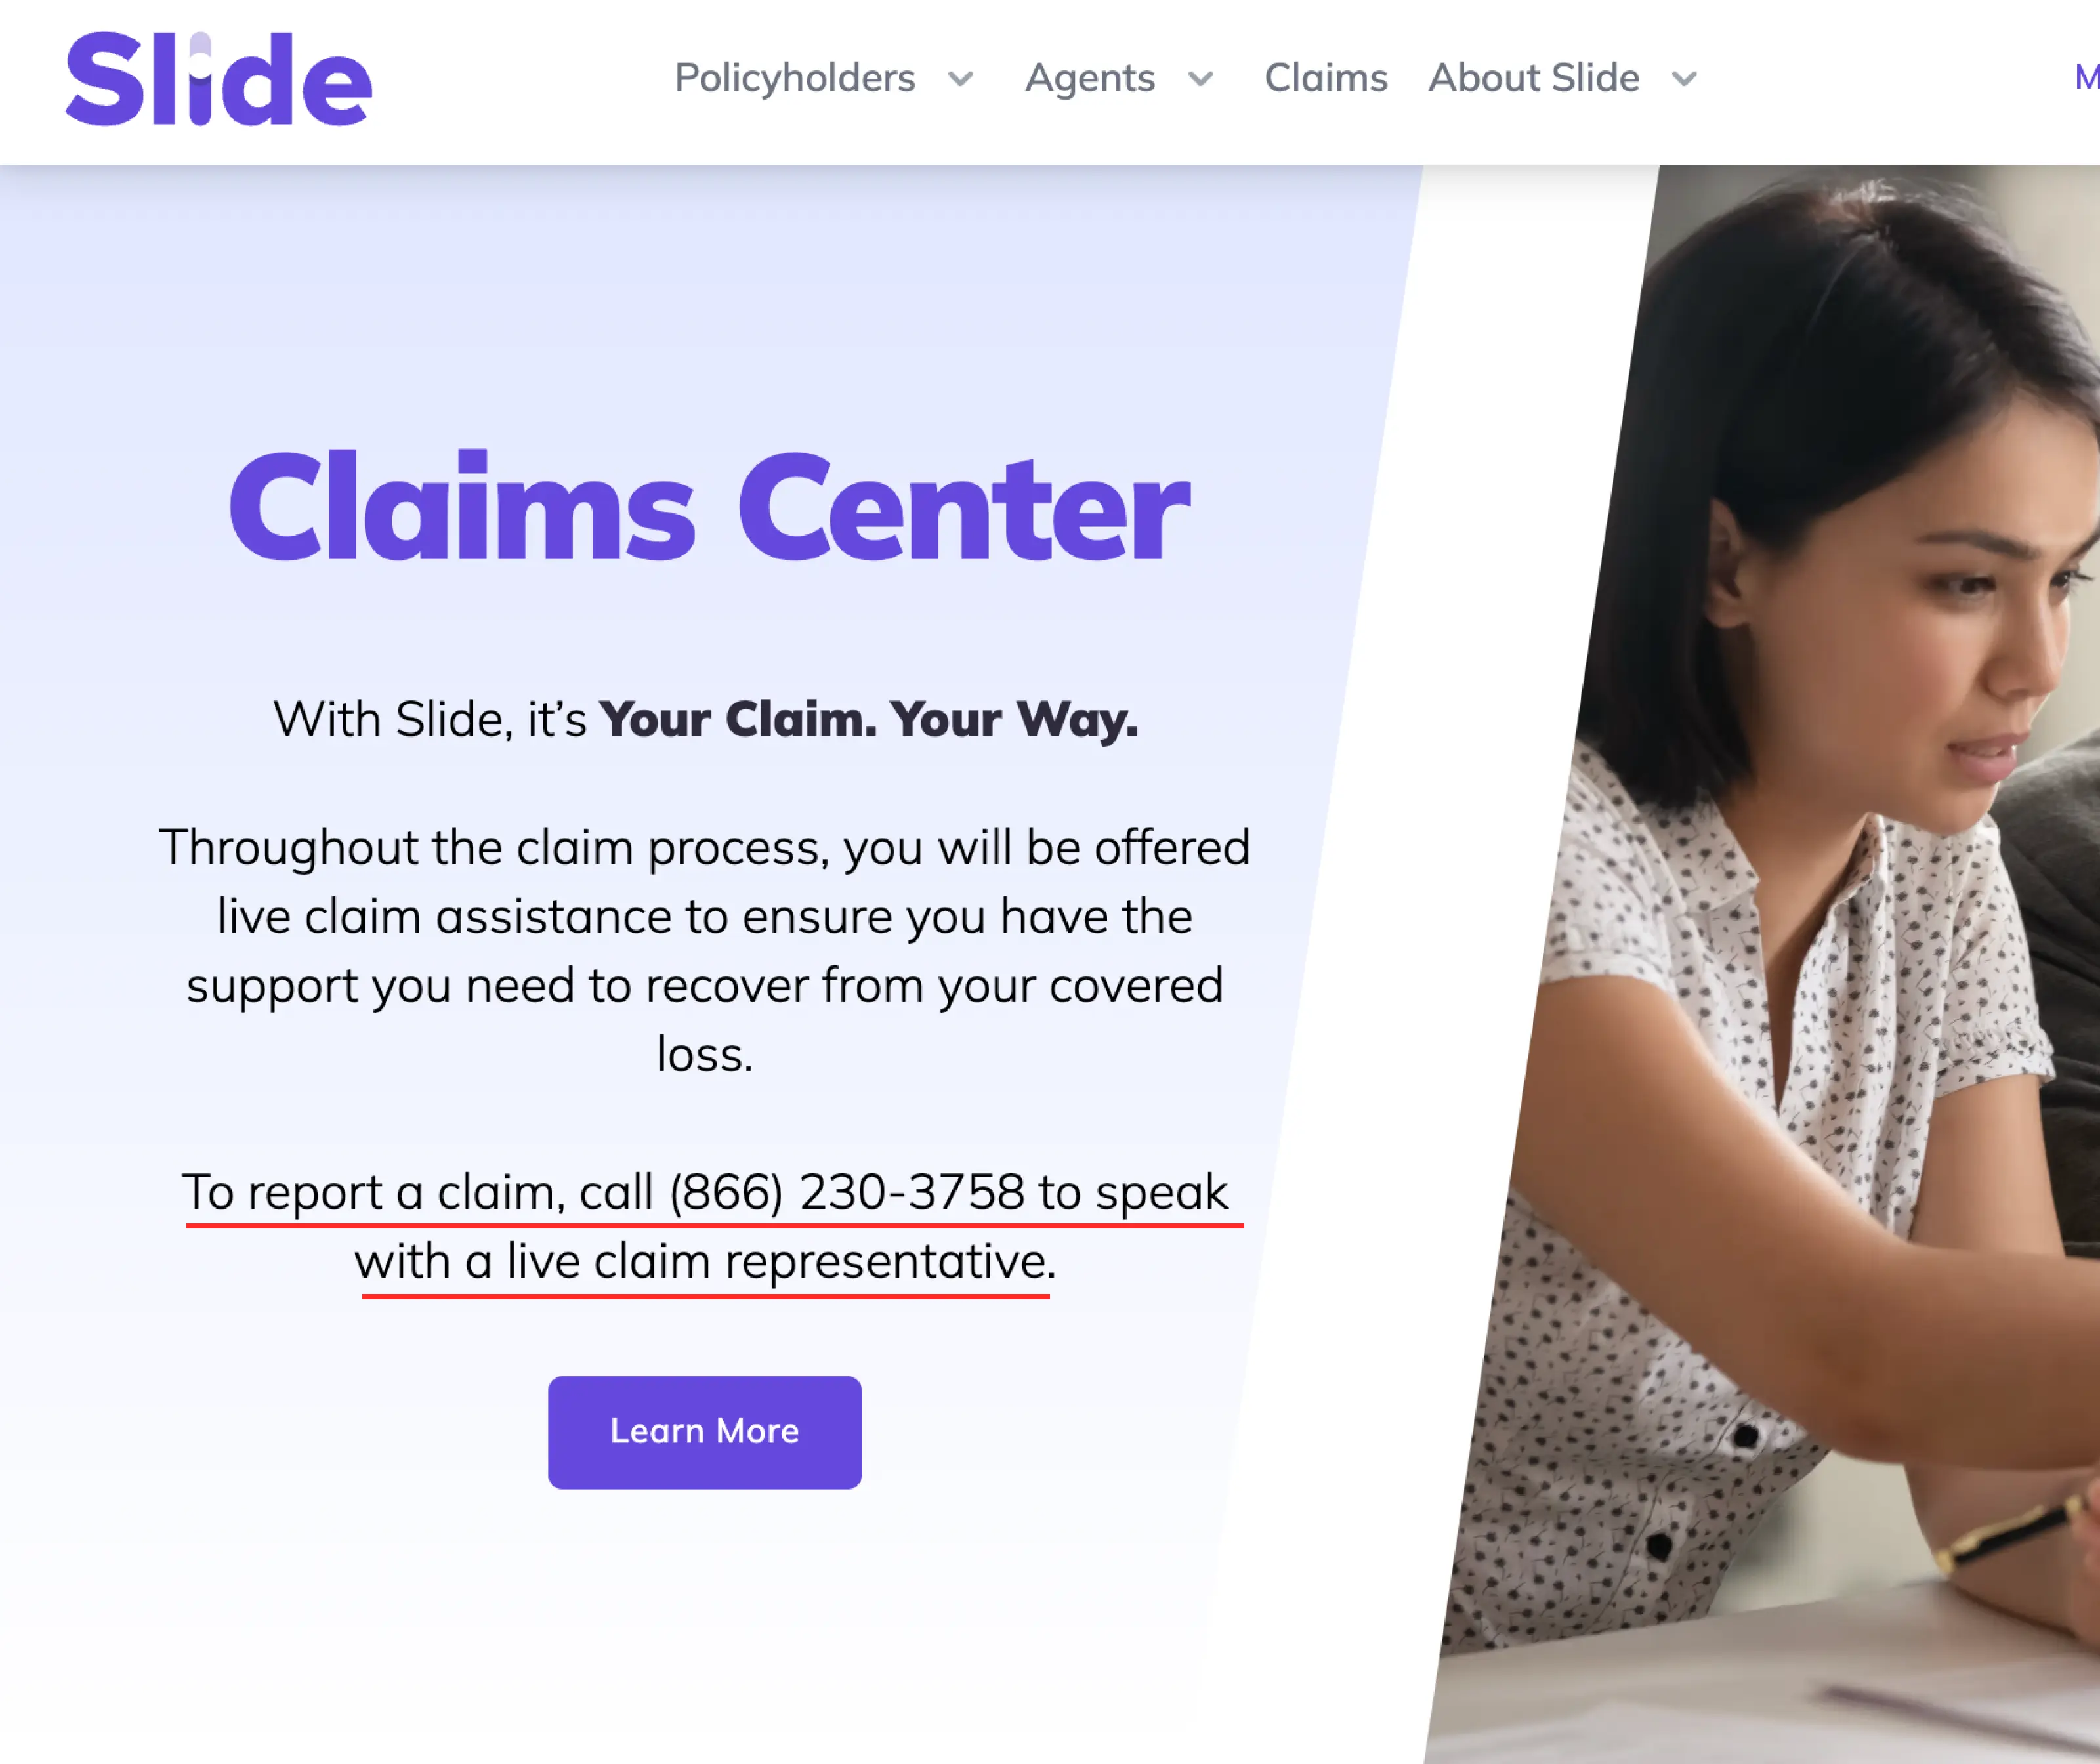 Slide
Policyholders Agents Claims About Slide M
Claims Center
With Slide, it’s Your Claim. Your Way.
Throughout the claim process, you will be offered
live claim assistance to ensure you have the
support you need to recover from your covered
loss.
To report a claim, call (866) 230-3758 to speak
with a live claim representative.
Learn More